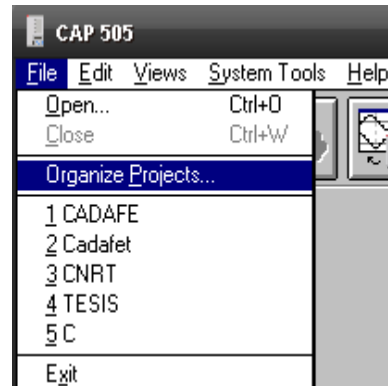 CAP 505
File Edit Views System Tools Help
Open... Ctrl+O
Close Ctrl+W
Organize Projects...
1 CADAFE
2 Cadafet
3 CNRT
4 TESIS
5 C
Exit